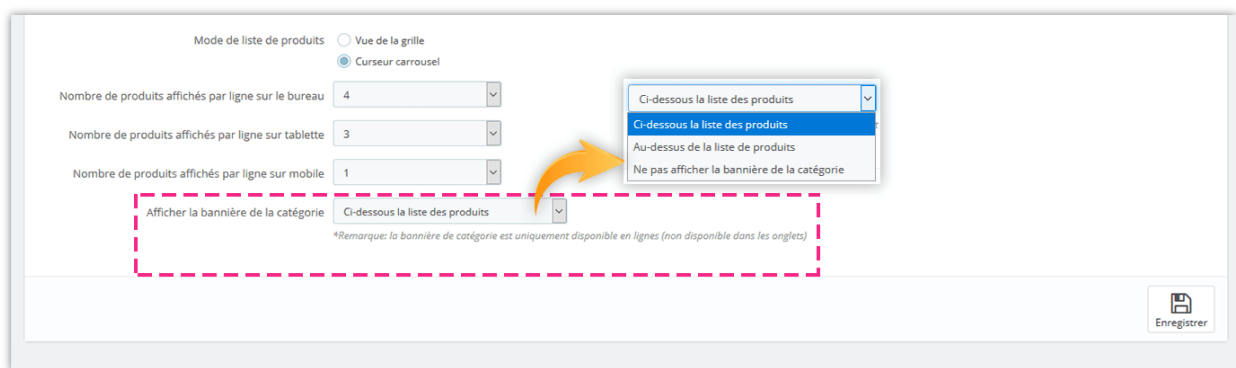 Mode de liste de produits
Vue de la grille
Curseur carrousel
Nombre de produits affichés par ligne sur le bureau 4
Nombre de produits affichés par ligne sur tablette 3
Nombre de produits affichés par ligne sur mobile 1
Afficher la bannière de la catégorie Ci-dessous la liste des produits
*Remarque: la bannière de catégorie est uniquement disponible en lignes (non disponible dans les onglets)
Ci-dessous la liste des produits
Ci-dessous la liste des produits
Au-dessus de la liste de produits
Ne pas afficher la bannière de la catégorie
Enregistrer